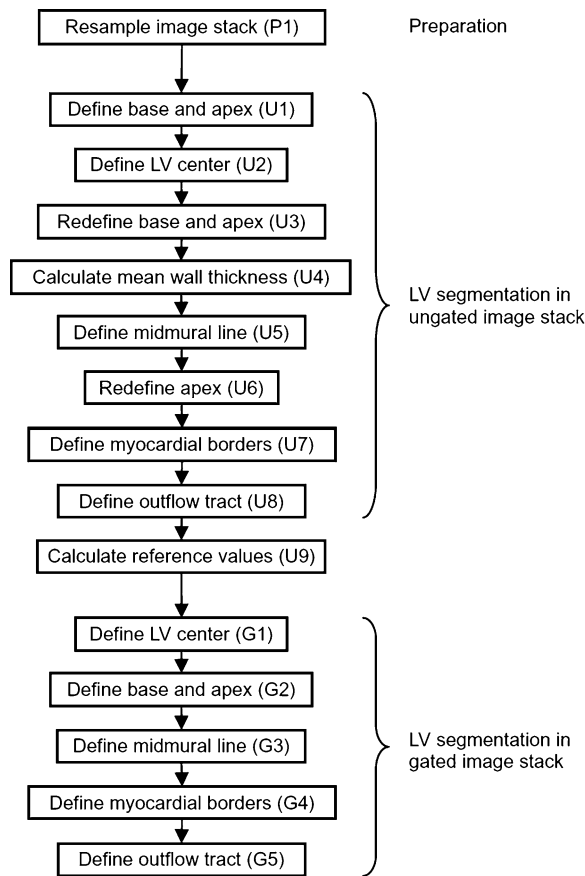 Resample image stack (P1)
Preparation
Define base and apex (U1)
Define LV center (U2)
Redefine base and apex (U3)
Calculate mean wall thickness (U4)
LV segmentation in
ungated image stack
Define midmural line (U5)
Redefine apex (U6)
Define myocardial borders (U7)
Define outflow tract (U8)
Calculate reference values (U9)
Define LV center (G1)
Define base and apex (G2)
Define midmural line (G3)
LV segmentation in
gated image stack
Define myocardial borders (G4)
Define outflow tract (G5)